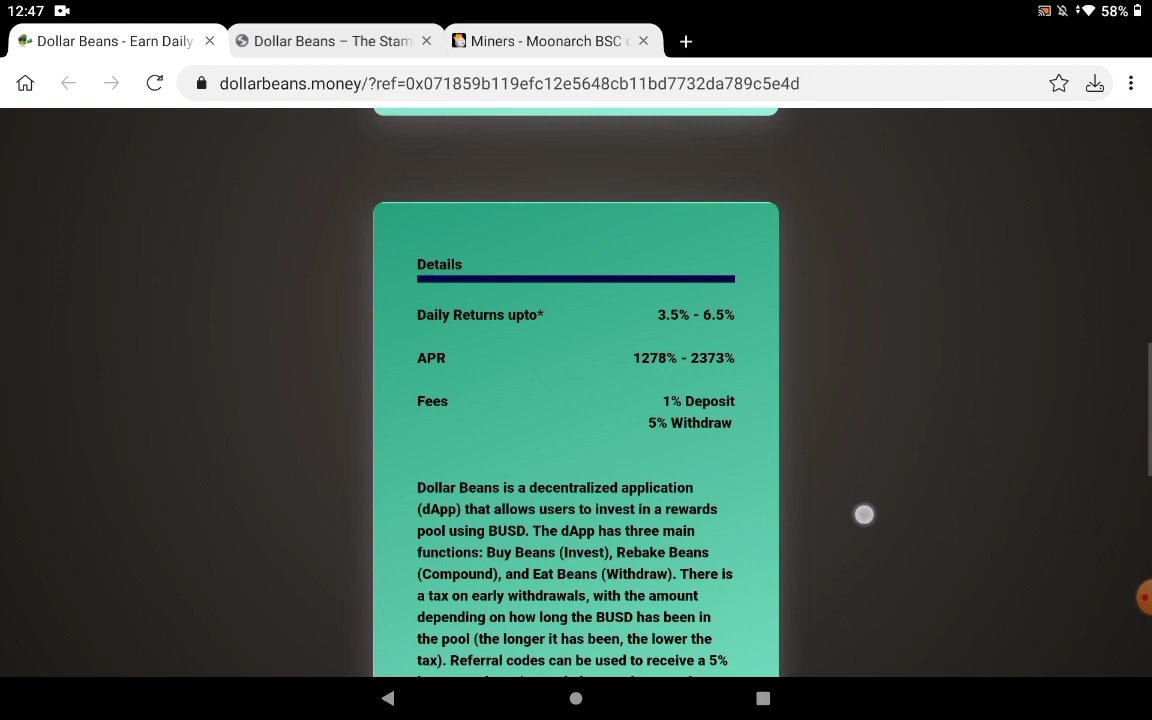 12:47
58%
Dollar Beans - Earn Daily
Dollar Beans – The Stam
Miners - Moonarch BSC
dollarbeans.money/?ref=0x071859b119efc12e5648cb11bd7732da789c5e4d
Details
Daily Returns upto* 3.5% - 6.5%
APR 1278% - 2373%
Fees 1% Deposit
5% Withdraw
Dollar Beans is a decentralized application
(dApp) that allows users to invest in a rewards
pool using BUSD. The dApp has three main
functions: Buy Beans (Invest), Rebake Beans
(Compound), and Eat Beans (Withdraw). There is
a tax on early withdrawals, with the amount
depending on how long the BUSD has been in
the pool (the longer it has been, the lower the
tax). Referral codes can be used to receive a 5%